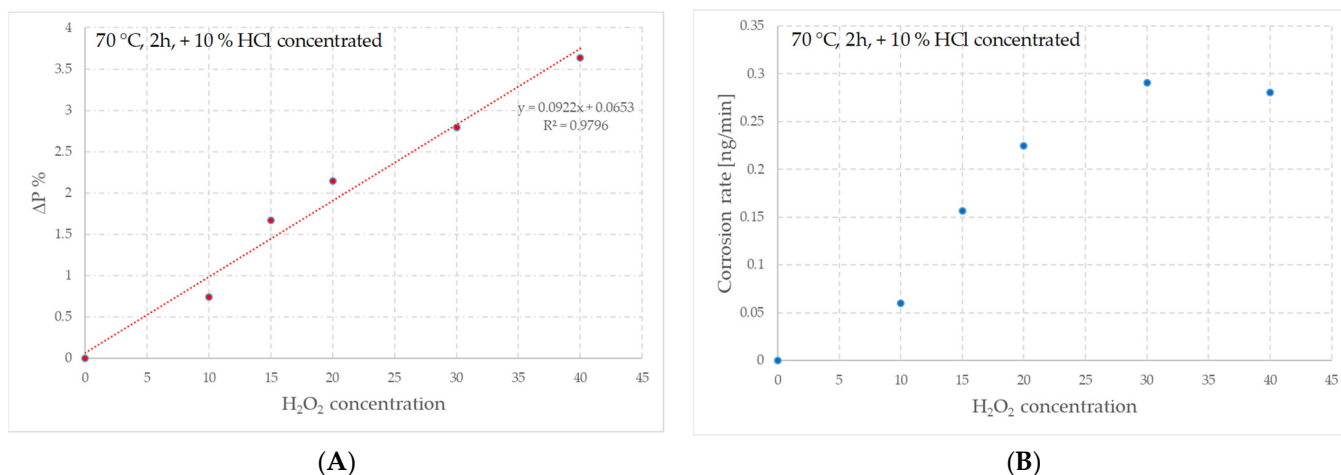 70 °C, 2h, + 10 % HCl concentrated
4
3.5
3
2.5
2
1.5
1
0.5
0
ΔP %
y = 0.0922x + 0.0653
R² = 0.9796
0 5 10 15 20 25 30 35 40 45
H₂O₂ concentration
(A)
70 °C, 2h, + 10 % HCl concentrated
0.35
0.3
0.25
0.2
0.15
0.1
0.05
0
Corrosion rate [ng/min]
0 5 10 15 20 25 30 35 40 45
H₂O₂ concentration
(B)